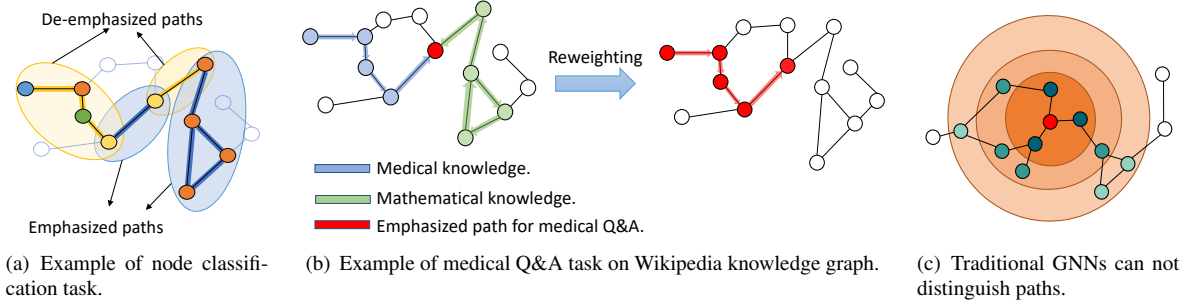 De-emphasized paths
Emphasized paths
(a) Example of node classifi-
cation task.
Reweighting
Medical knowledge.
Mathematical knowledge.
Emphasized path for medical Q&A.
(b) Example of medical Q&A task on Wikipedia knowledge graph.
(c) Traditional GNNs can not
distinguish paths.